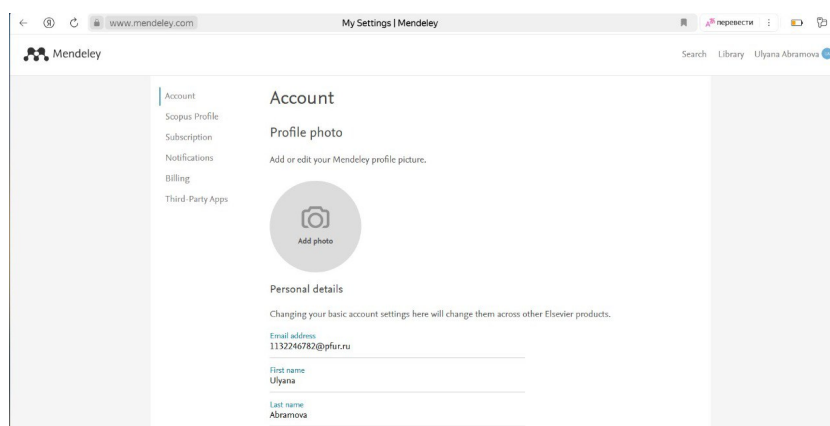 www.mendeley.com
My Settings | Mendeley
перевести
Mendeley
Search Library Ulyana Abramova
Account
Scopus Profile
Subscription
Notifications
Billing
Third-Party Apps
Account
Profile photo
Add or edit your Mendeley profile picture.
Add photo
Personal details
Changing your basic account settings here will change them across other Elsevier products.
Email address
1132246782@pfur.ru
First name
Ulyana
Last name
Abramova